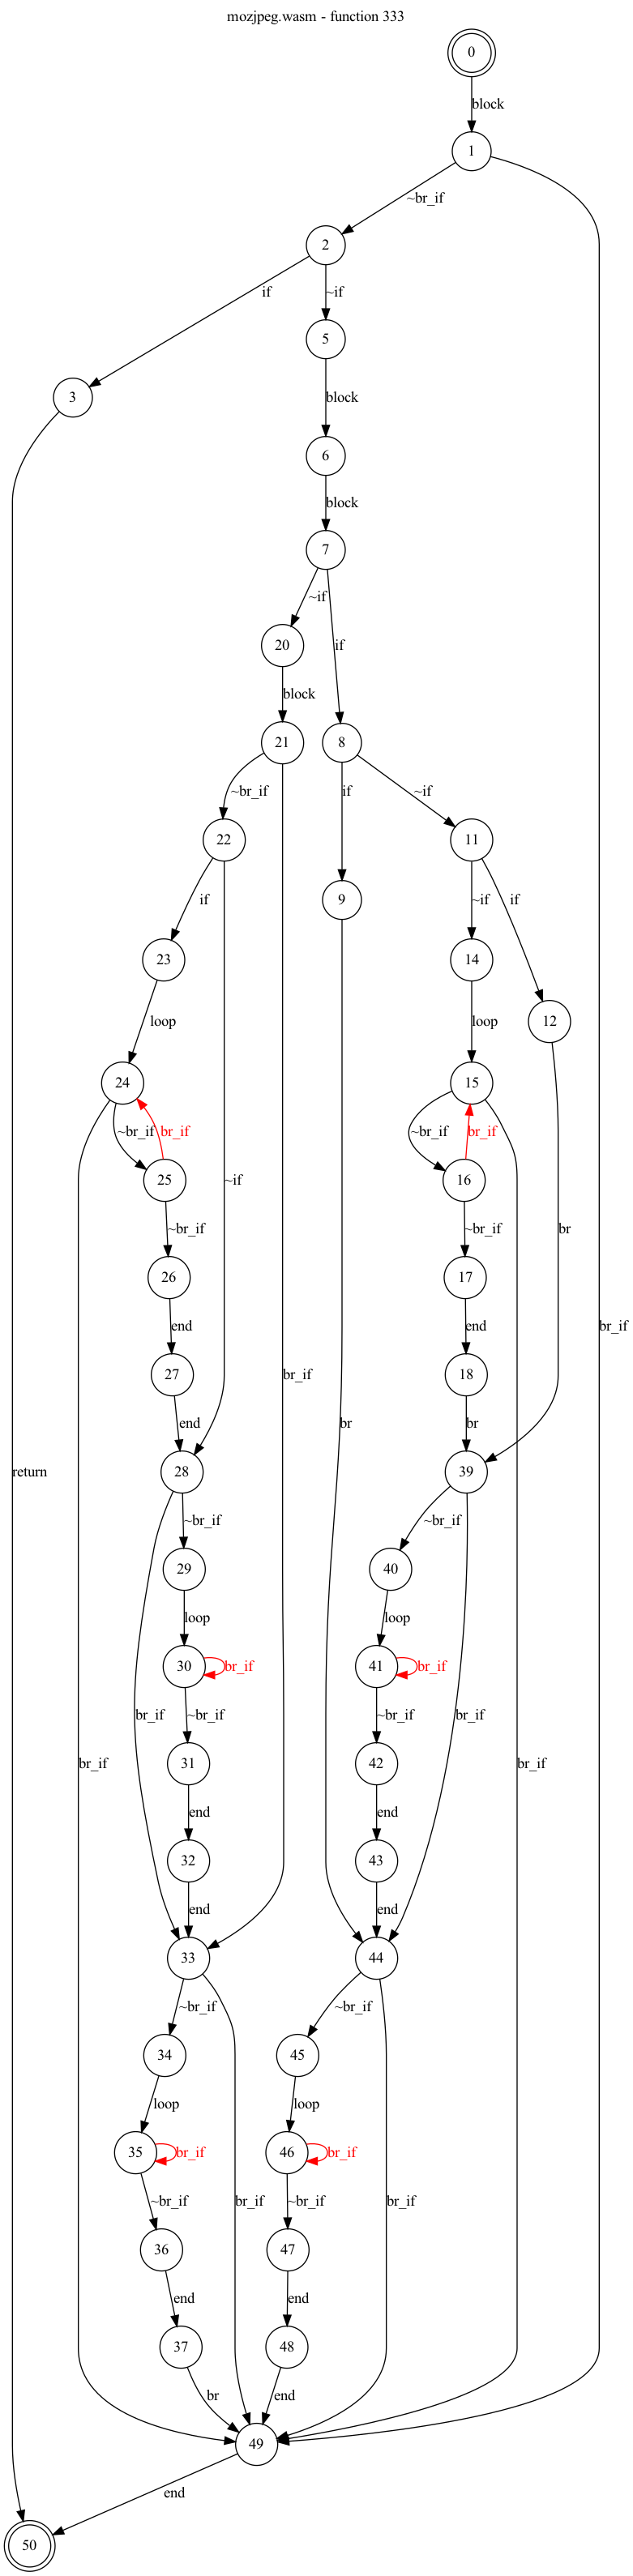 mozjpeg.wasm - function 333
0
block
1
~br_if
2
if
~if
5
3
block
6
block
7
~if
20
if
block
21
8
~br_if
if
~if
22
11
if
9
~if
if
23
14
12
loop
loop
24
15
~br_if
br_if
~br_if
br_if
25
~if
16
br
~br_if
~br_if
26
17
br_if
end
end
27
br_if
18
end
br
br
return
28
39
~br_if
~br_if
29
40
loop
loop
30
br_if
41
br_if
br_if
~br_if
~br_if
br_if
br_if
31
42
br_if
end
end
32
43
end
end
33
44
~br_if
~br_if
34
45
loop
loop
35
br_if
46
br_if
~br_if
br_if
~br_if
br_if
36
47
end
end
37
48
br
end
49
end
50